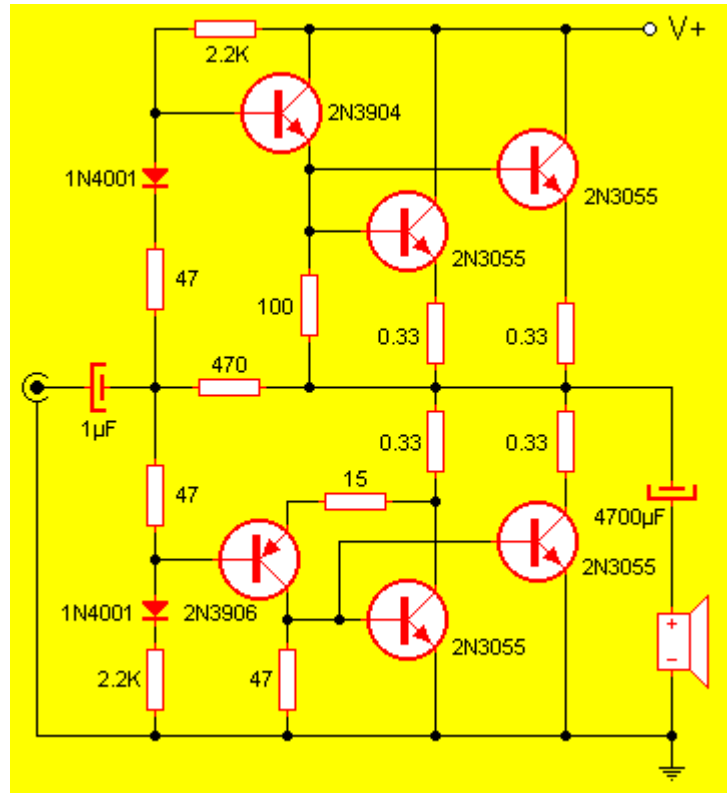 V+
2.2K
2N3904
1N4001
2N3055
2N3055
47
100
0.33
0.33
470
1µF
0.33
0.33
47
15
4700µF
2N3055
1N4001
2N3906
2N3055
+
2.2K
47
−